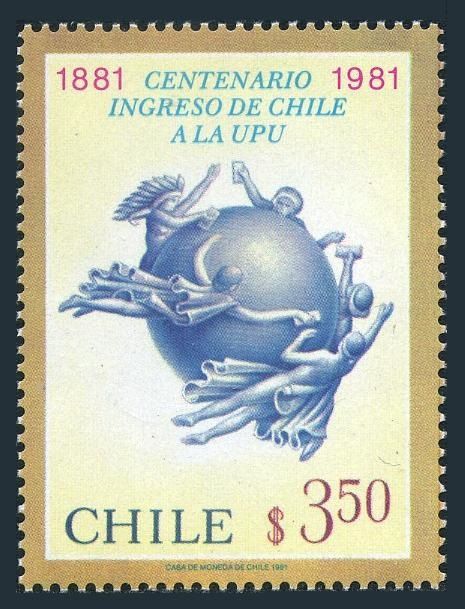 1881 CENTENARIO 1981
INGRESO DE CHILE
A LA UPU
CHILE $ 3.50
CASA DE MONEDA DE CHILE 1981